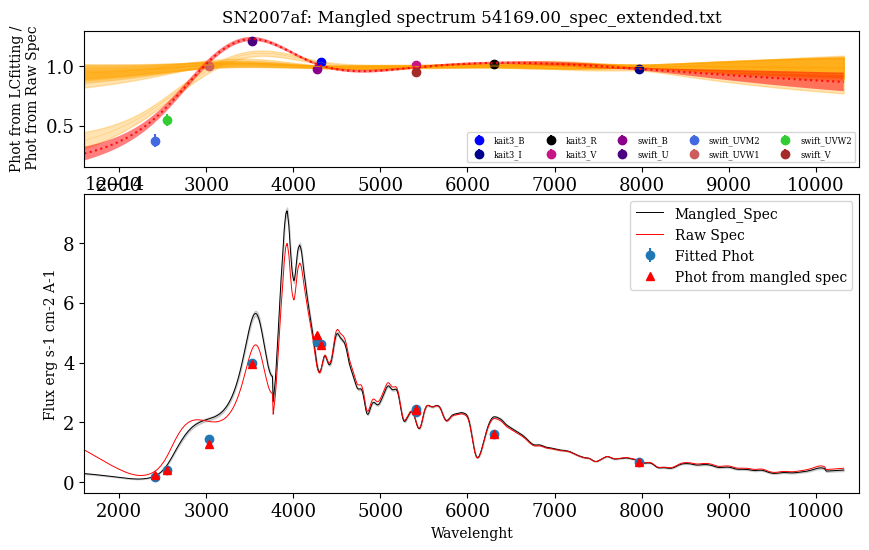 SN2007af: Mangled spectrum 54169.00_spec_extended.txt
Phot from LCfitting /
Phot from Raw Spec
1.0
0.5
kait3_B kait3_R swift_B swift_UVM2 swift_UVW2
kait3_I kait3_V swift_U swift_UVW1 swift_V
2000 3000 4000 5000 6000 7000 8000 9000 10000
1e−14
Flux erg s-1 cm-2 A-1
8
6
4
2
0
Mangled_Spec
Raw Spec
Fitted Phot
Phot from mangled spec
2000 3000 4000 5000 6000 7000 8000 9000 10000
Wavelenght